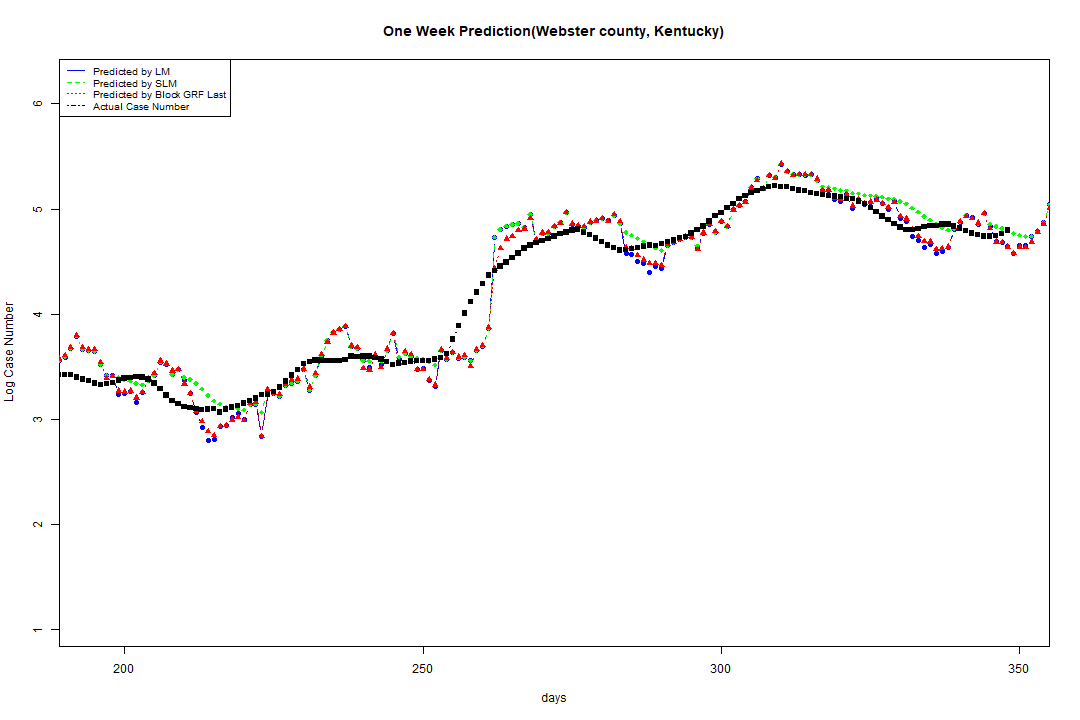 One Week Prediction(Webster county, Kentucky)
Predicted by LM
Predicted by SLM
Predicted by Block GRF Last
Actual Case Number
6
5
4
3
2
1
Log Case Number
200 250 300 350
days